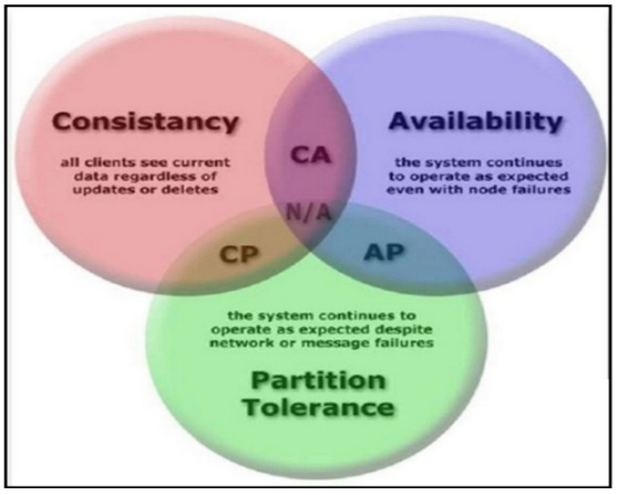 Consistancy
all clients see current
data regardless of
updates or deletes
Availability
the system continues
to operate as expected
even with node failures
CA
N/A
CP
AP
the system continues to
operate as expected despite
network or message failures
Partition
Tolerance